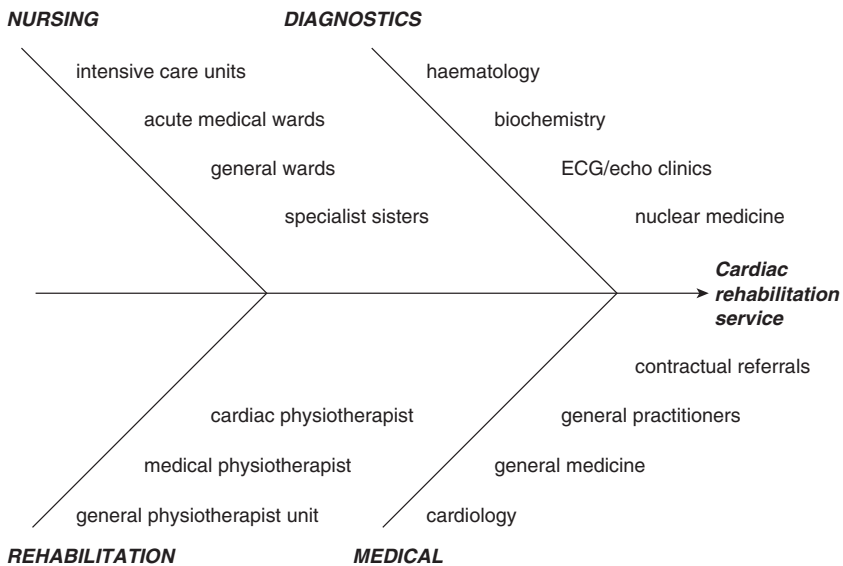 NURSING
DIAGNOSTICS
intensive care units
haematology
acute medical wards
biochemistry
general wards
ECG/echo clinics
specialist sisters
nuclear medicine
Cardiac
rehabilitation
service
contractual referrals
cardiac physiotherapist
general practitioners
medical physiotherapist
general medicine
general physiotherapist unit
cardiology
REHABILITATION
MEDICAL